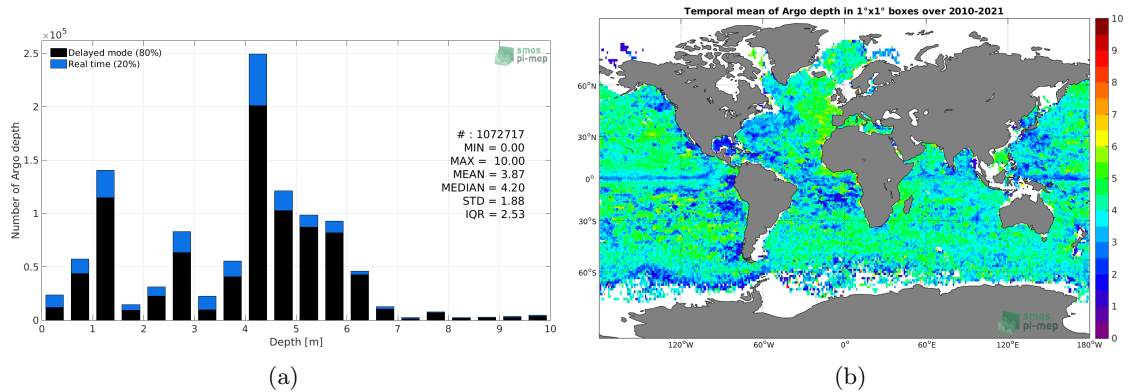 ×10⁵
Delayed mode (80%)
Real time (20%)
smos
pi-mep
2.5
2
1.5
1
0.5
0
# : 1072717
MIN = 0.00
MAX = 10.00
MEAN = 3.87
MEDIAN = 4.20
STD = 1.88
IQR = 2.53
Number of Argo depth
0 1 2 3 4 5 6 7 8 9 10
Depth [m]
(a)
Temporal mean of Argo depth in 1°x1° boxes over 2010-2021
60°N
30°N
0°
30°S
60°S
120°W 60°W 0° 60°E 120°E 180°W
smos
pi-mep
10
9
8
7
6
5
4
3
2
1
0
(b)